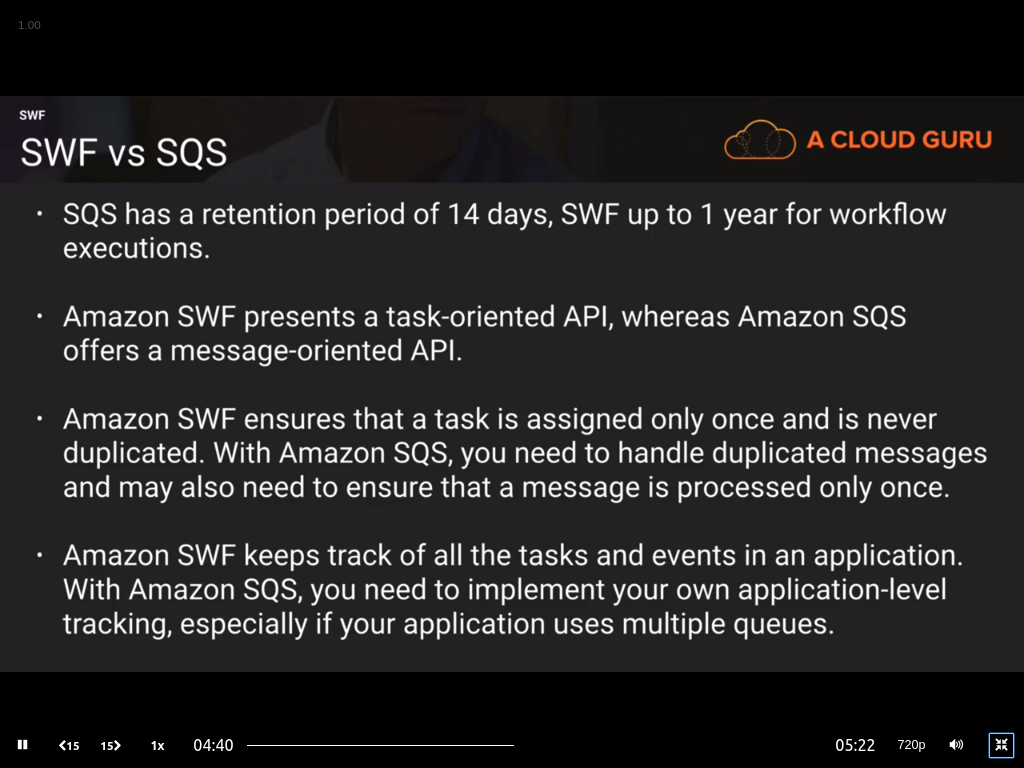 1.00
SWF
SWF vs SQS
A CLOUD GURU
• SQS has a retention period of 14 days, SWF up to 1 year for workflow
executions.
• Amazon SWF presents a task-oriented API, whereas Amazon SQS
offers a message-oriented API.
• Amazon SWF ensures that a task is assigned only once and is never
duplicated. With Amazon SQS, you need to handle duplicated messages
and may also need to ensure that a message is processed only once.
• Amazon SWF keeps track of all the tasks and events in an application.
With Amazon SQS, you need to implement your own application-level
tracking, especially if your application uses multiple queues.
15 15 1x 04:40 05:22 720p